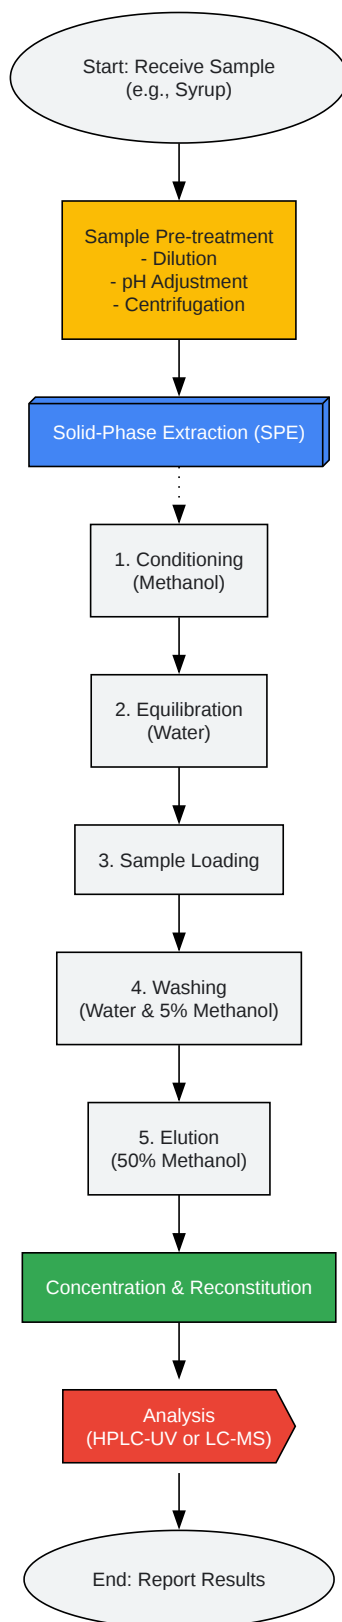 Start: Receive Sample
(e.g., Syrup)
Sample Pre-treatment
- Dilution
- pH Adjustment
- Centrifugation
Solid-Phase Extraction (SPE)
1. Conditioning
(Methanol)
2. Equilibration
(Water)
3. Sample Loading
4. Washing
(Water & 5% Methanol)
5. Elution
(50% Methanol)
Concentration & Reconstitution
Analysis
(HPLC-UV or LC-MS)
End: Report Results